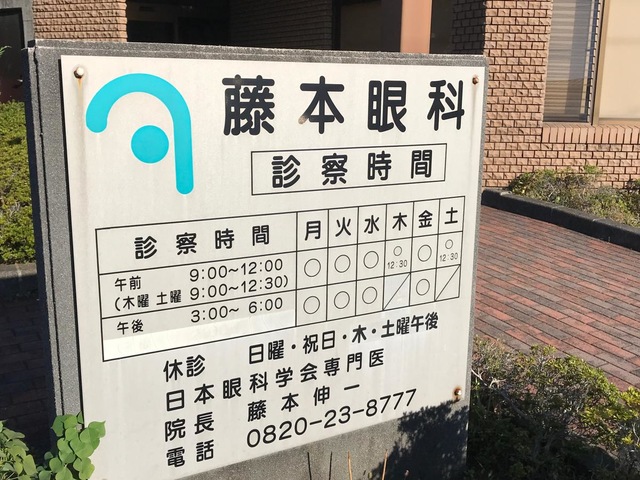 藤本眼科
診察時間
診察時間 月 火 水 木 金 土
午前 9:00～12:00 ○ ○ ○ ○ ○ ○
(木曜 土曜 9:00～12:30) 12:30 12:30
午後 3:00～ 6:00 ○ ○ ○ ／ ○ ／
休診 日曜・祝日・木・土曜午後
日本眼科学会専門医
院長 藤本伸一
電話 0820-23-8777